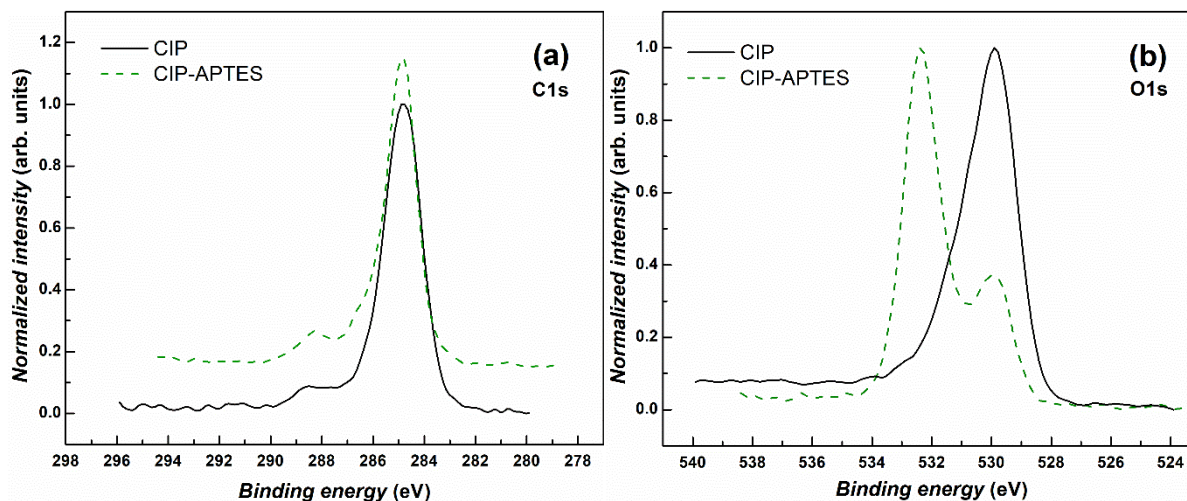 CIP
CIP-APTES
(a)
C1s
1.2
1.0
0.8
0.6
0.4
0.2
0.0
Normalized intensity (arb. units)
298 296 294 292 290 288 286 284 282 280 278
Binding energy (eV)
CIP
CIP-APTES
(b)
O1s
1.0
0.8
0.6
0.4
0.2
0.0
Normalized intensity (arb. units)
540 538 536 534 532 530 528 526 524
Binding energy (eV)